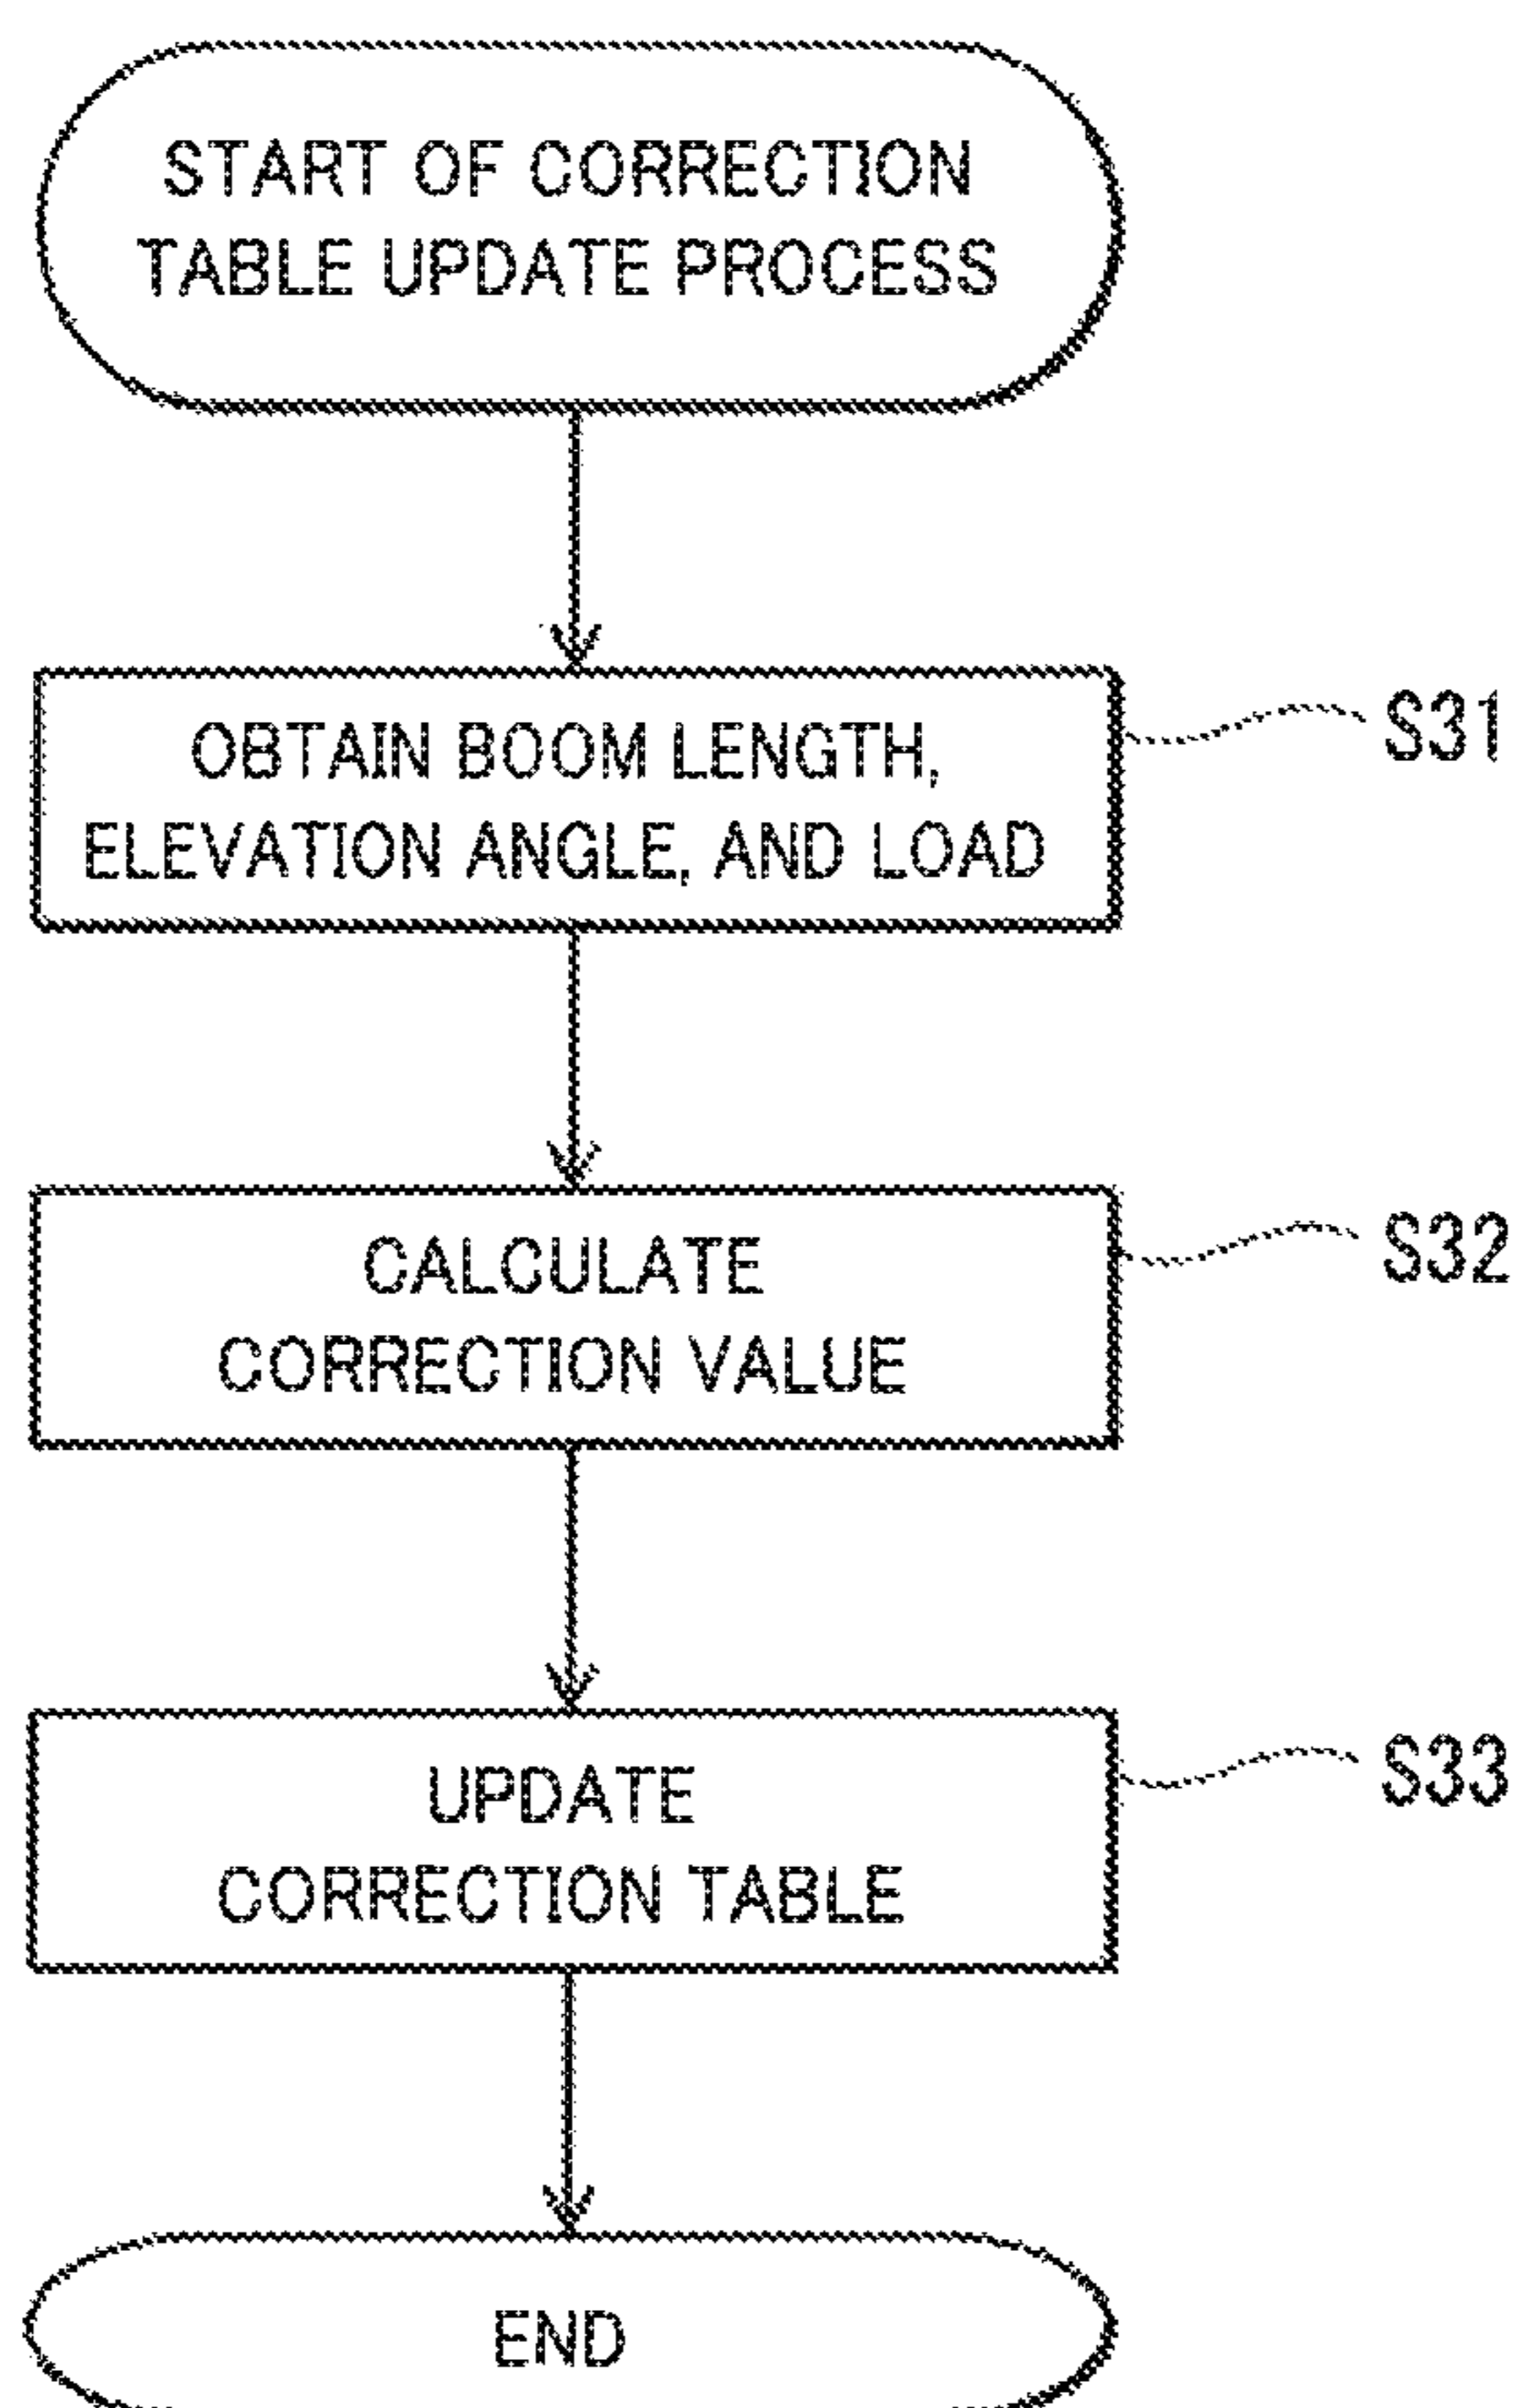 START OF CORRECTION
TABLE UPDATE PROCESS
OBTAIN BOOM LENGTH,
ELEVATION ANGLE, AND LOAD
S31
CALCULATE
CORRECTION VALUE
S32
UPDATE
CORRECTION TABLE
S33
END